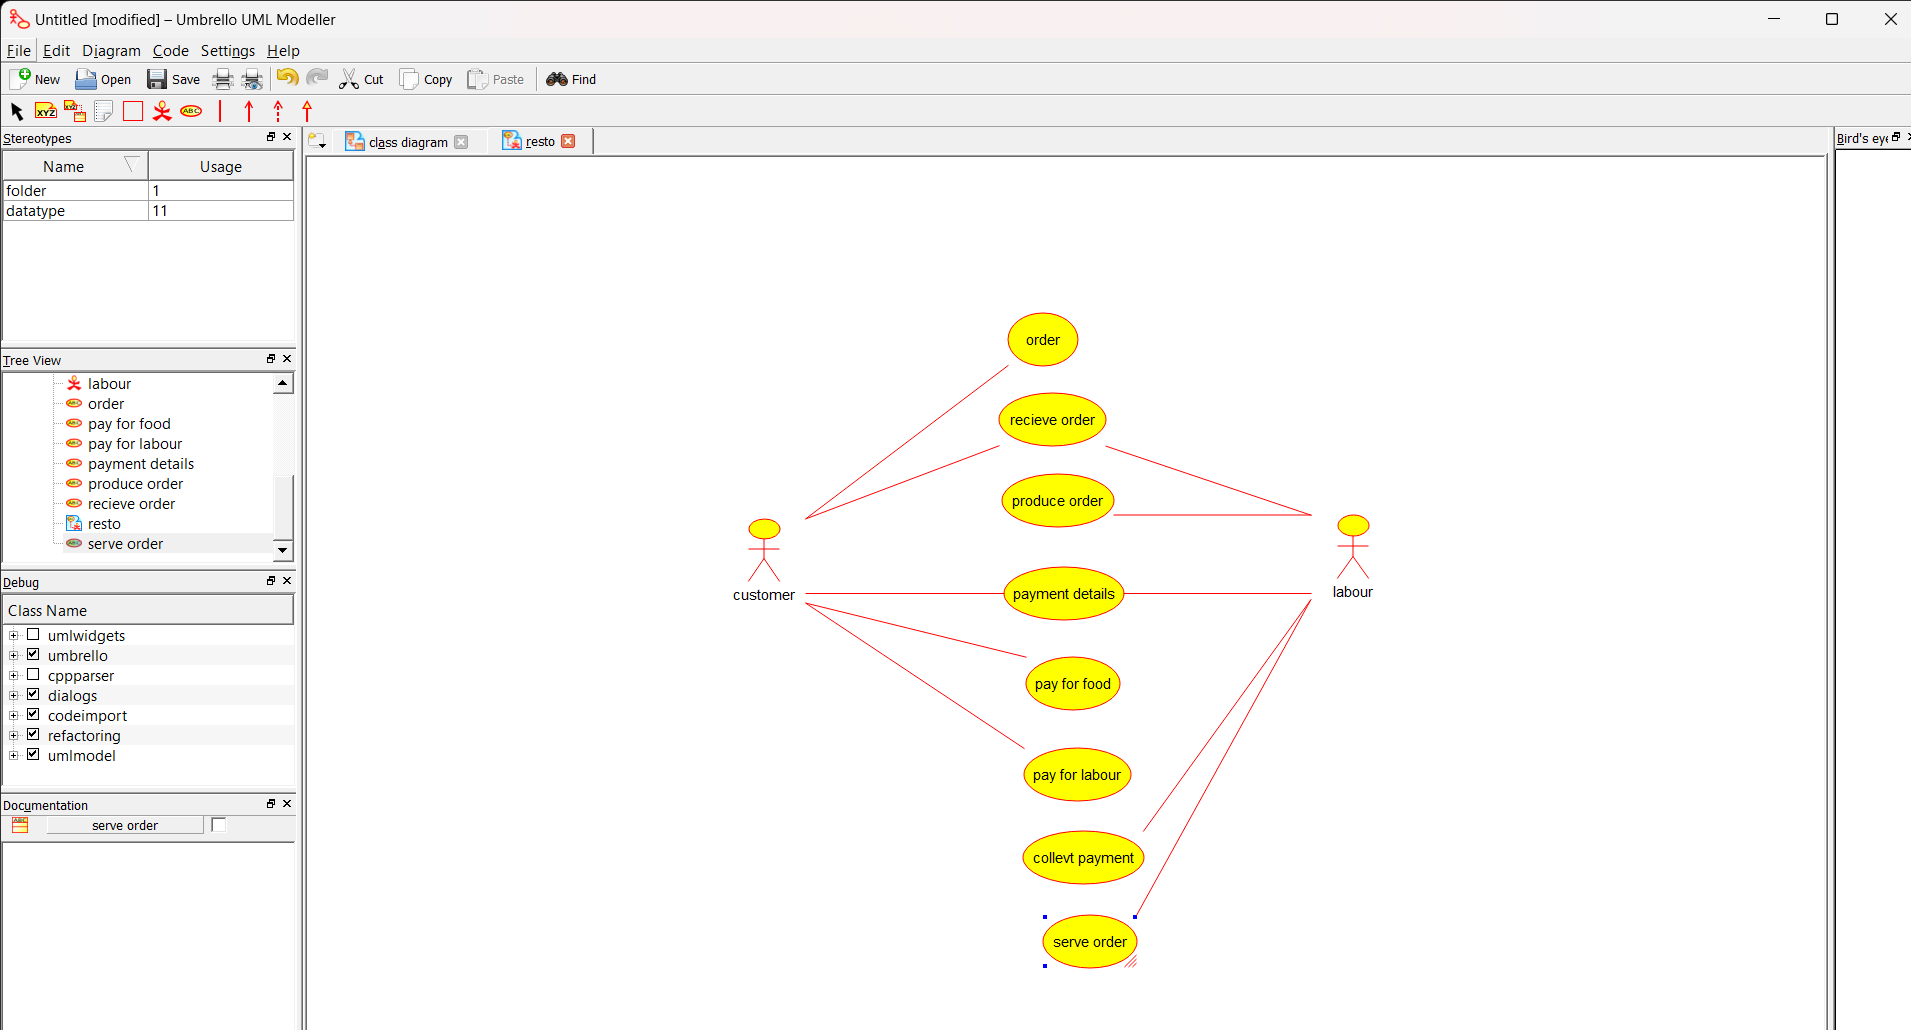 Untitled [modified] – Umbrello UML Modeller
File Edit Diagram Code Settings Help
New Open Save Cut Copy Paste Find
XYZ XYZ ABC
Stereotypes
Name Usage
folder 1
datatype 11
Tree View
labour
order
pay for food
pay for labour
payment details
produce order
recieve order
resto
serve order
Debug
Class Name
umlwidgets
umbrello
cppparser
dialogs
codeimport
refactoring
umlmodel
Documentation
serve order
class diagram resto
order
recieve order
produce order
customer
labour
payment details
pay for food
pay for labour
collevt payment
serve order
Bird's eye